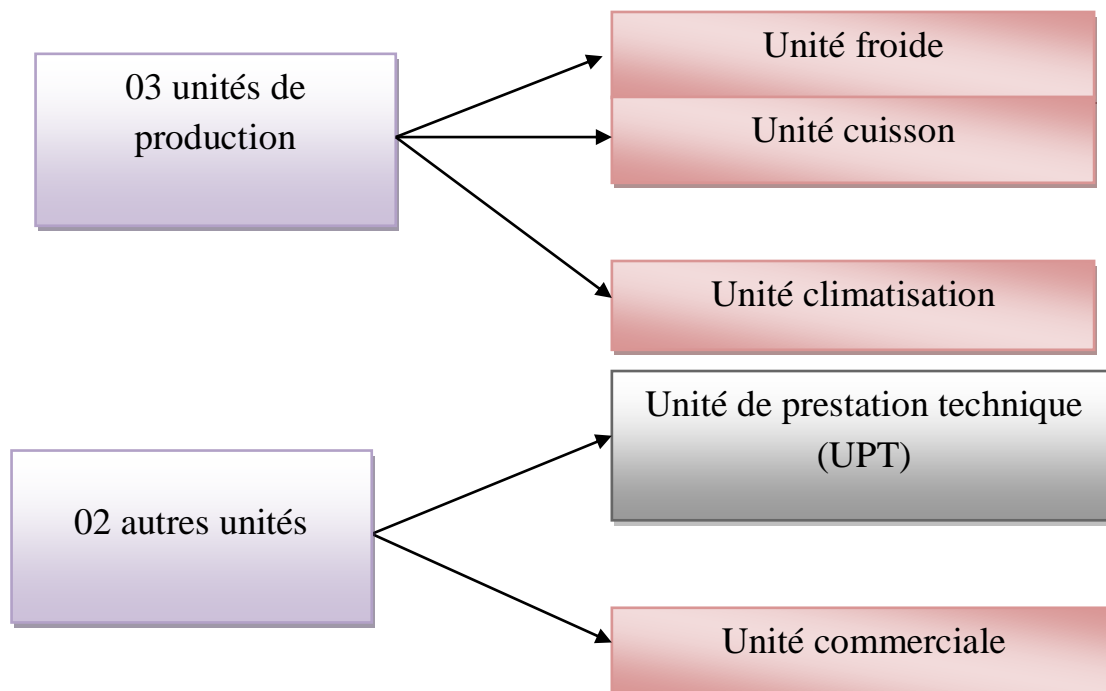 03 unités de
production
Unité froide
Unité cuisson
Unité climatisation
02 autres unités
Unité de prestation technique
(UPT)
Unité commerciale